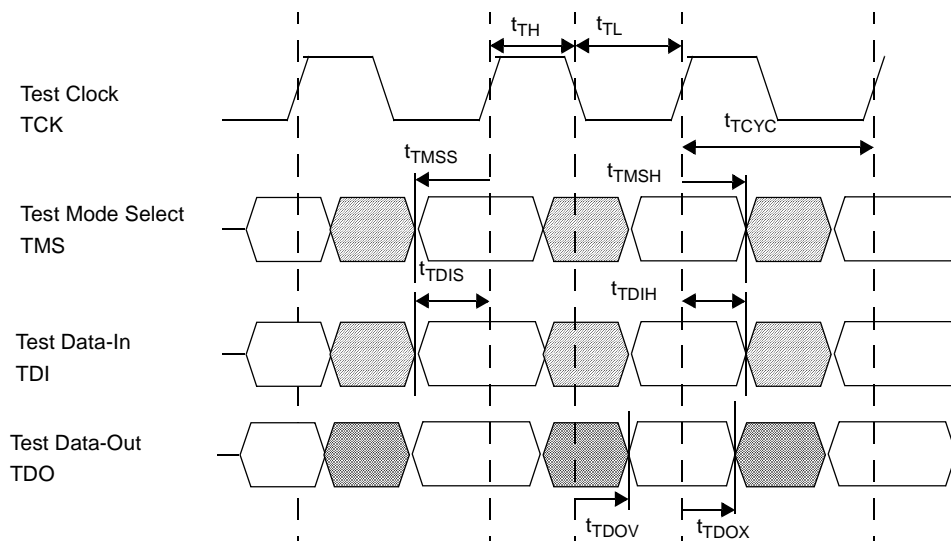 tTH
tTL
Test Clock
TCK
tTCYC
tTMSS
tTMSH
Test Mode Select
TMS
tTDIS
tTDIH
Test Data-In
TDI
Test Data-Out
TDO
tTDOV
tTDOX